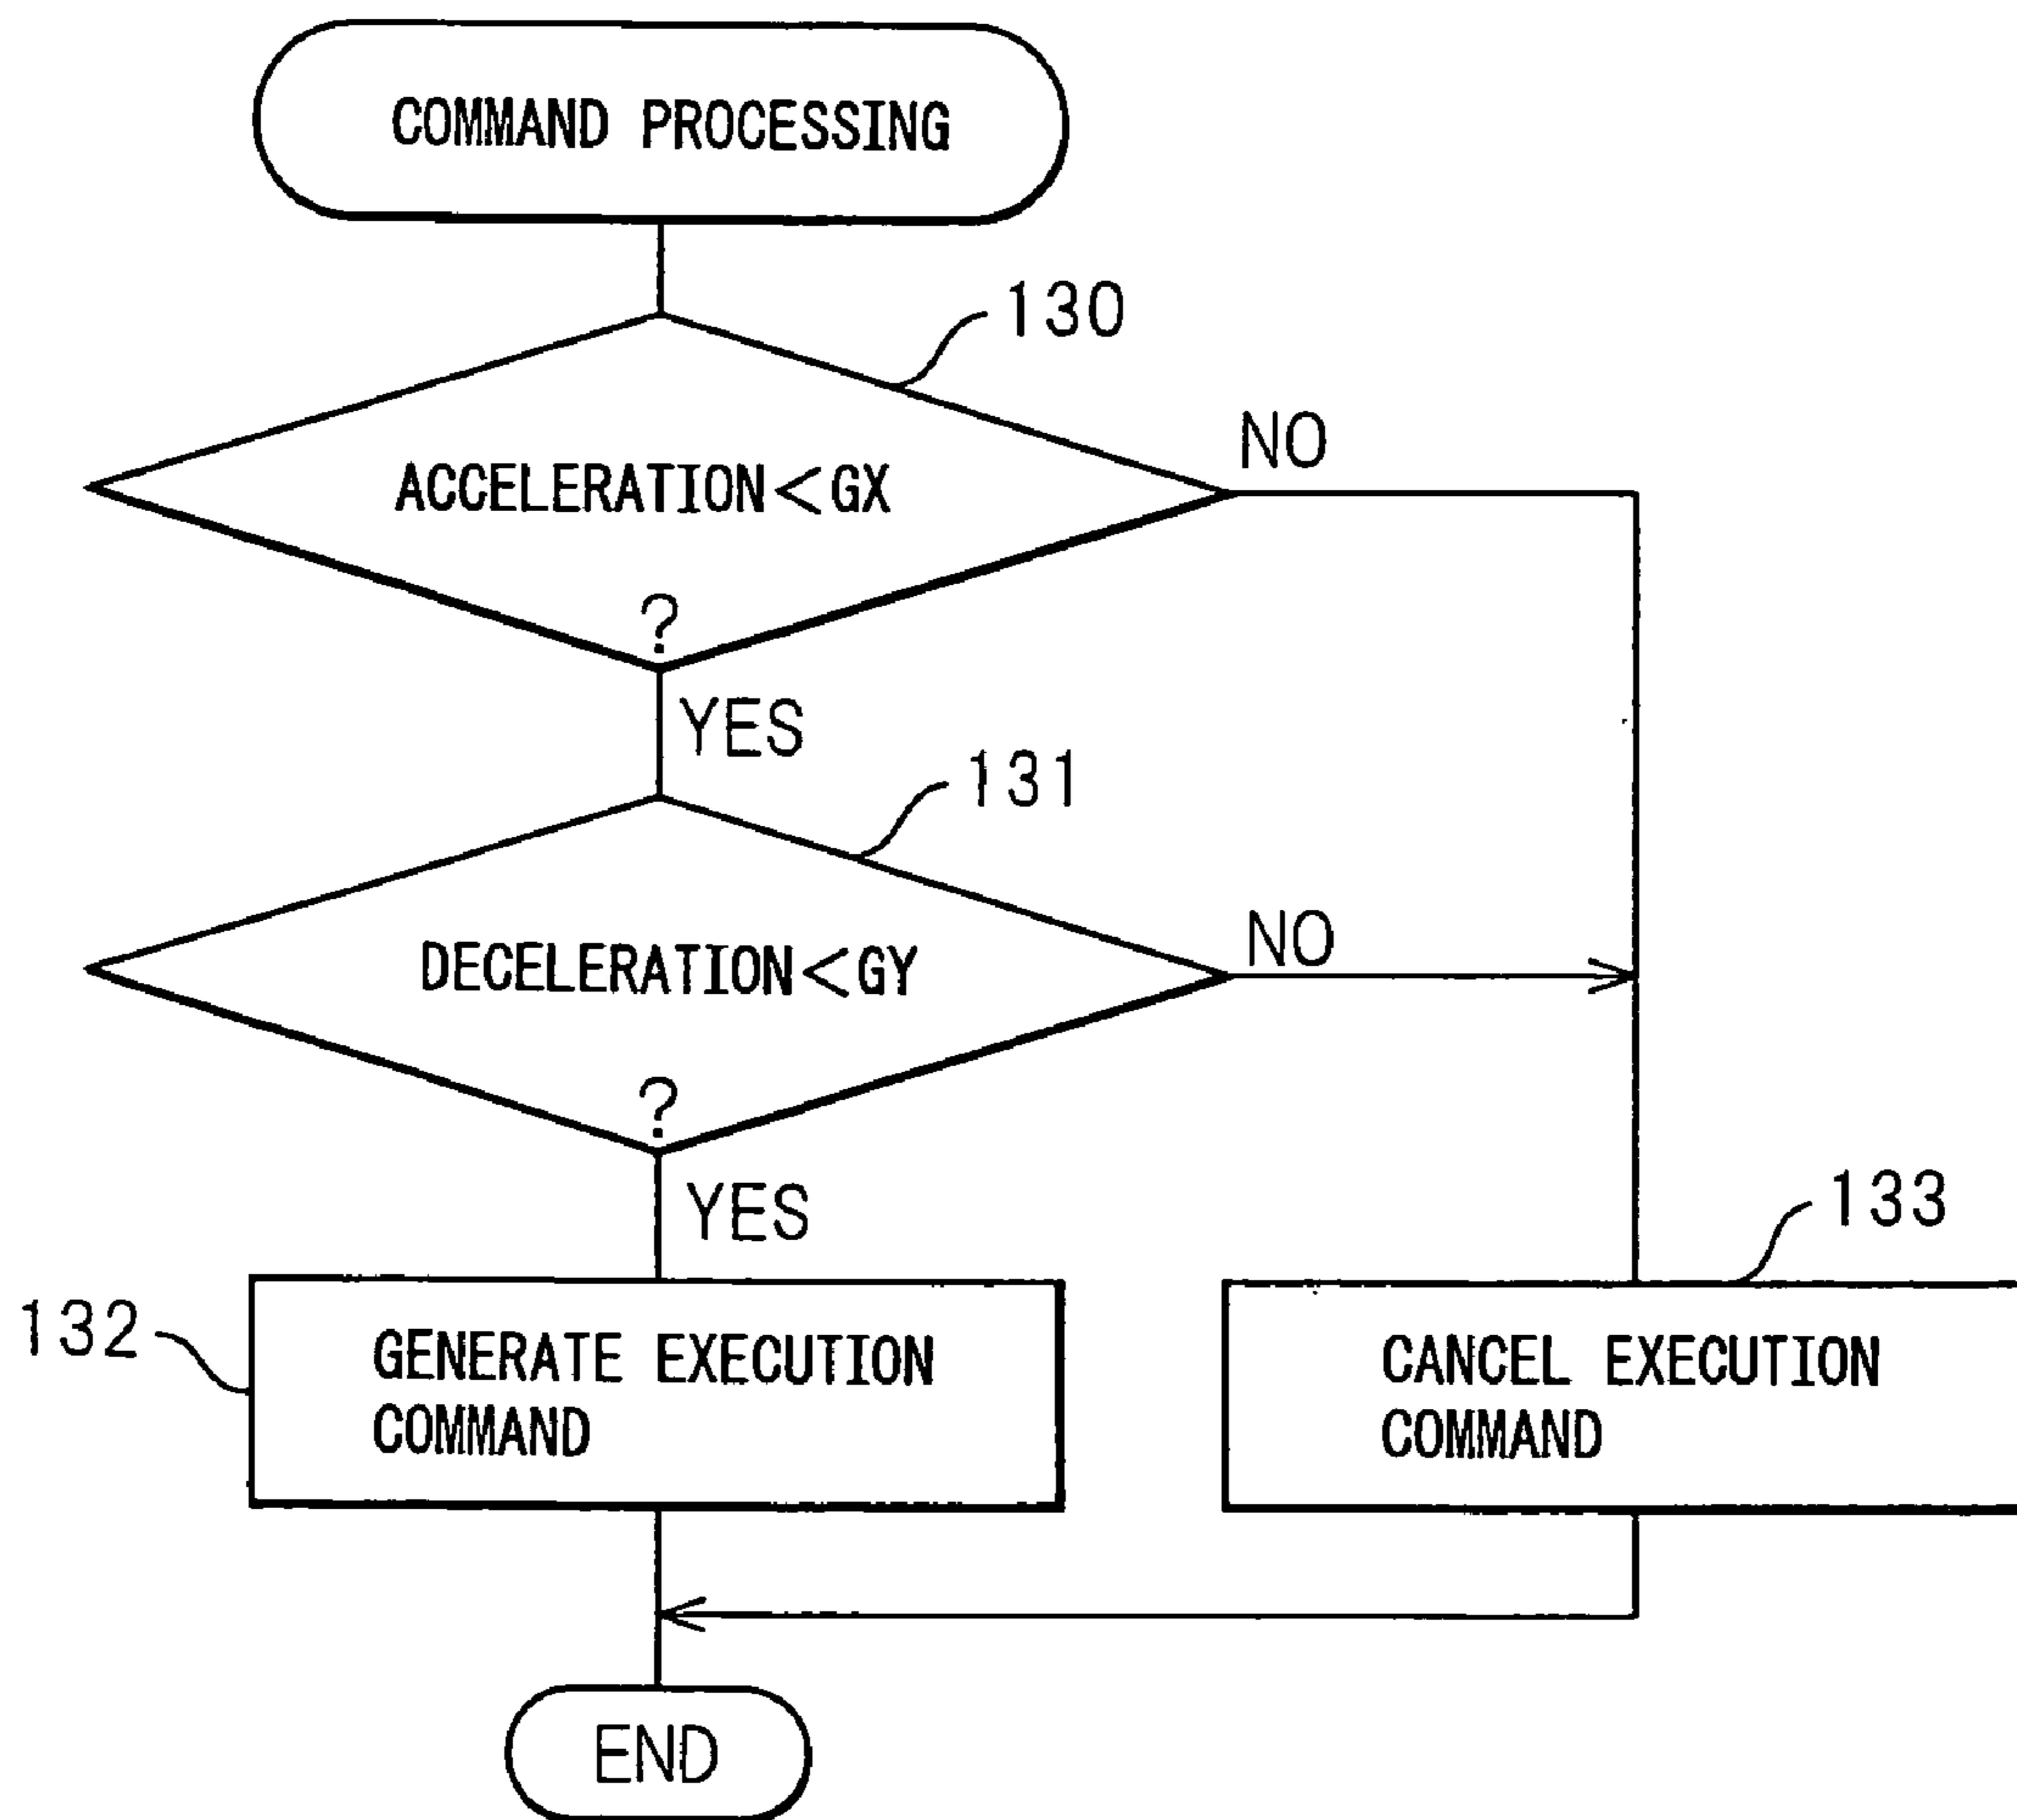 COMMAND PROCESSING
130
ACCELERATION<GX
?
NO
YES
131
DECELERATION<GY
?
NO
YES
132
GENERATE EXECUTION
COMMAND
133
CANCEL EXECUTION
COMMAND
END